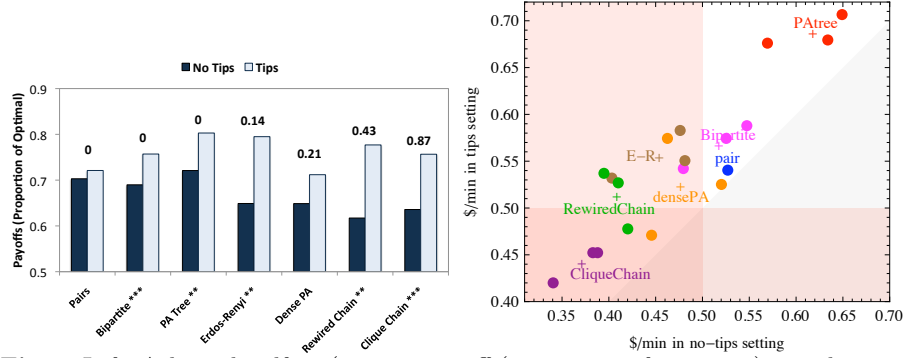 No Tips Tips
Payoffs (Proportion of Optimal)
0.9
0.8
0.7
0.6
0.5
0
0
0
0.14
0.21
0.43
0.87
Pairs
Bipartite ***
PA Tree **
Erdos-Renyi **
Dense PA
Rewired Chain **
Clique Chain ***
$/min in tips setting
0.70
0.65
0.60
0.55
0.50
0.45
0.40
PAtree
Bipartite
pair
E-R
densePA
RewiredChain
CliqueChain
0.35 0.40 0.45 0.50 0.55 0.60 0.65 0.70
$/min in no-tips setting